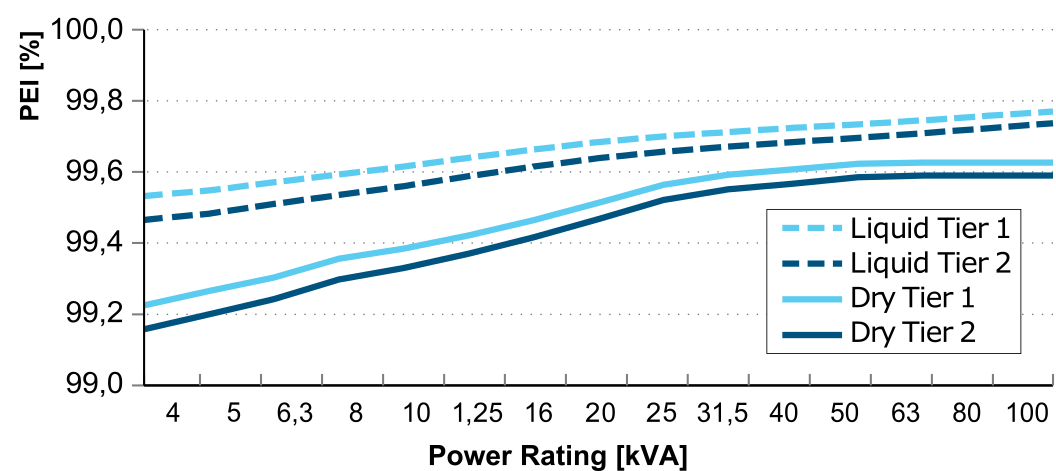 PEI [%]
100,0
99,8
99,6
99,4
99,2
99,0
Liquid Tier 1
Liquid Tier 2
Dry Tier 1
Dry Tier 2
4 5 6,3 8 10 1,25 16 20 25 31,5 40 50 63 80 100
Power Rating [kVA]